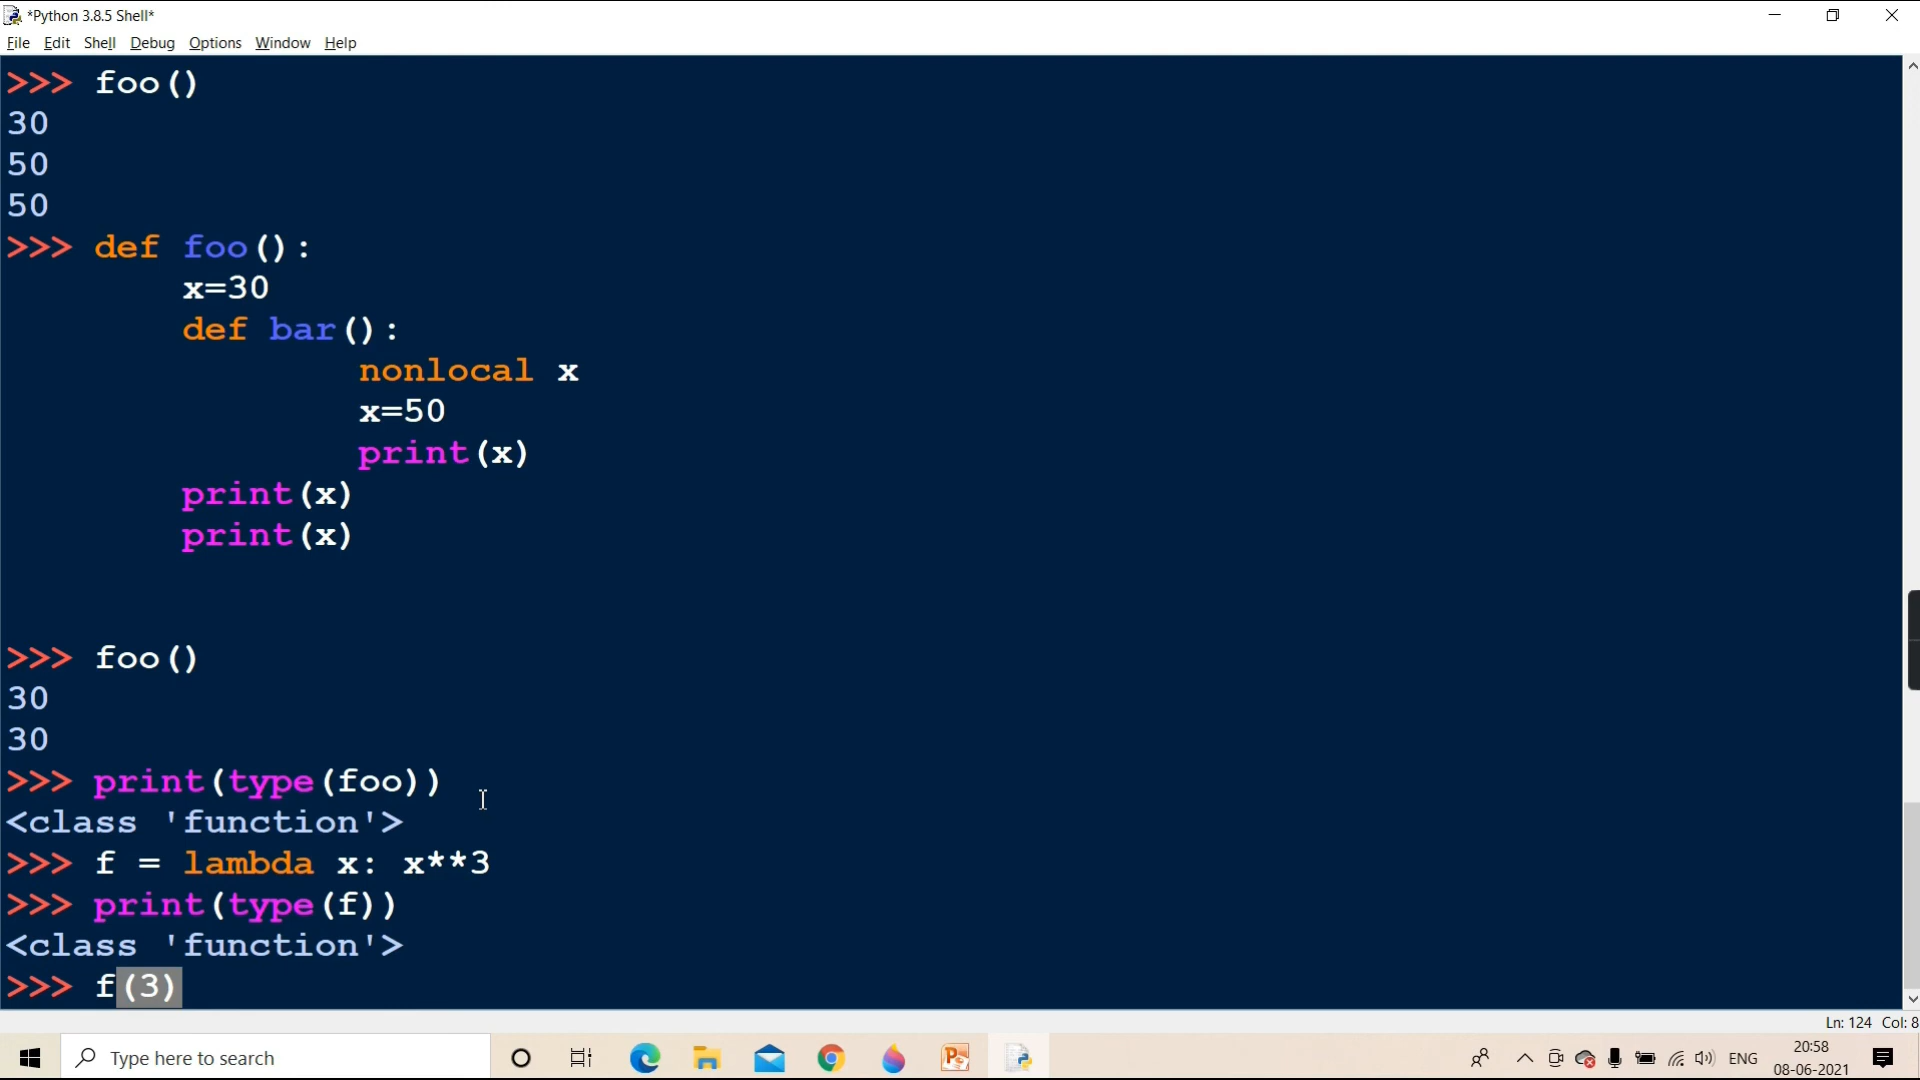 *Python 3.8.5 Shell*
File Edit Shell Debug Options Window Help
>>> foo()
30
50
50
>>> def foo():
        x=30
        def bar():
                nonlocal x
                x=50
                print(x)
        print(x)
        print(x)
>>> foo()
30
30
>>> print(type(foo))
<class 'function'>
>>> f = lambda x: x**3
>>> print(type(f))
<class 'function'>
>>> f(3)
Ln: 124 Col: 8
Type here to search
ENG
20:58
08-06-2021